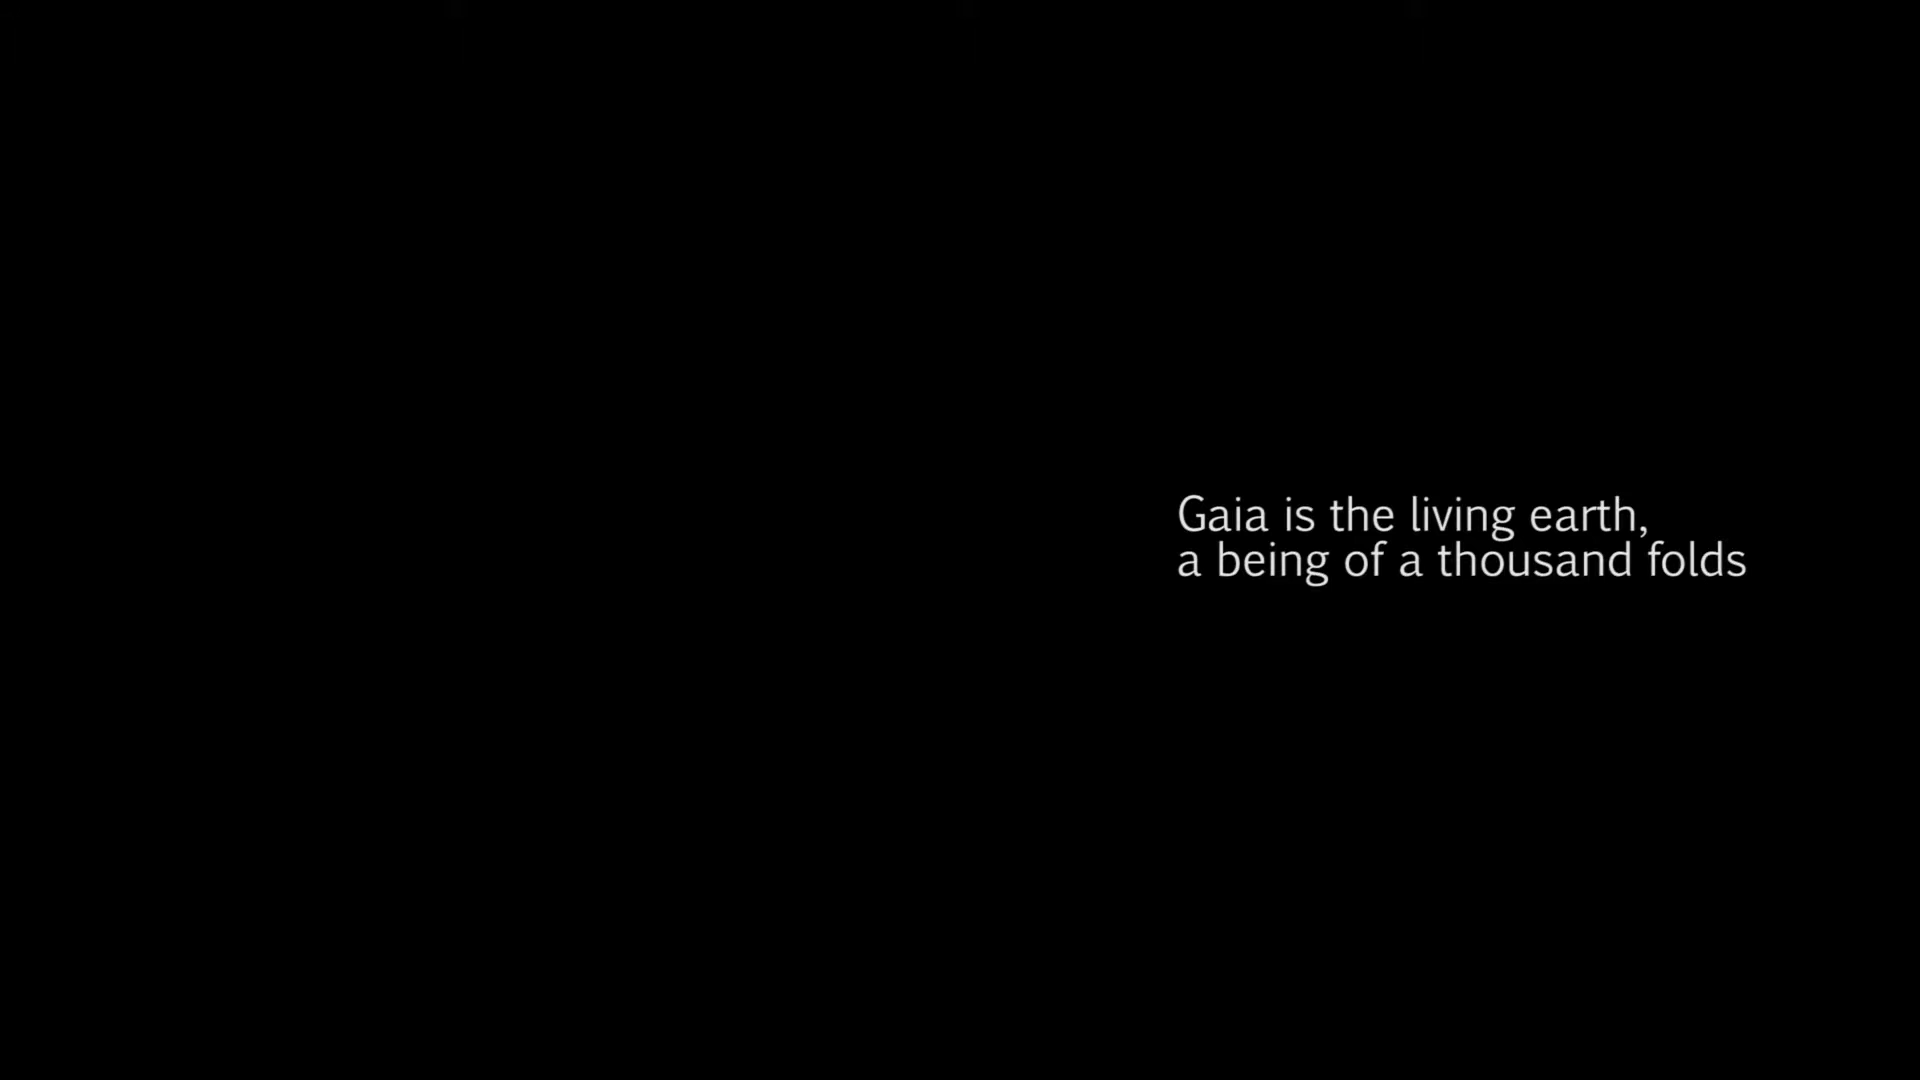 Gaia is the living earth,
a being of a thousand folds